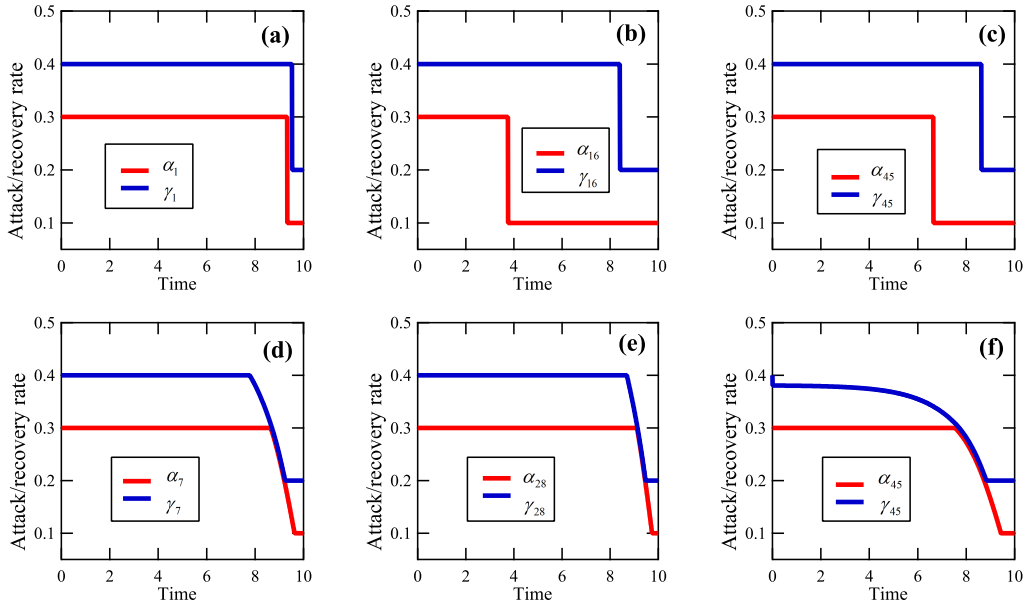 0.5
0.4
0.3
0.2
0.1
Attack/recovery rate
(a)
α1
γ1
0 2 4 6 8 10
Time
0.5
0.4
0.3
0.2
0.1
Attack/recovery rate
(b)
α16
γ16
0 2 4 6 8 10
Time
0.5
0.4
0.3
0.2
0.1
Attack/recovery rate
(c)
α45
γ45
0 2 4 6 8 10
Time
0.5
0.4
0.3
0.2
0.1
Attack/recovery rate
(d)
α7
γ7
0 2 4 6 8 10
Time
0.5
0.4
0.3
0.2
0.1
Attack/recovery rate
(e)
α28
γ28
0 2 4 6 8 10
Time
0.5
0.4
0.3
0.2
0.1
Attack/recovery rate
(f)
α45
γ45
0 2 4 6 8 10
Time